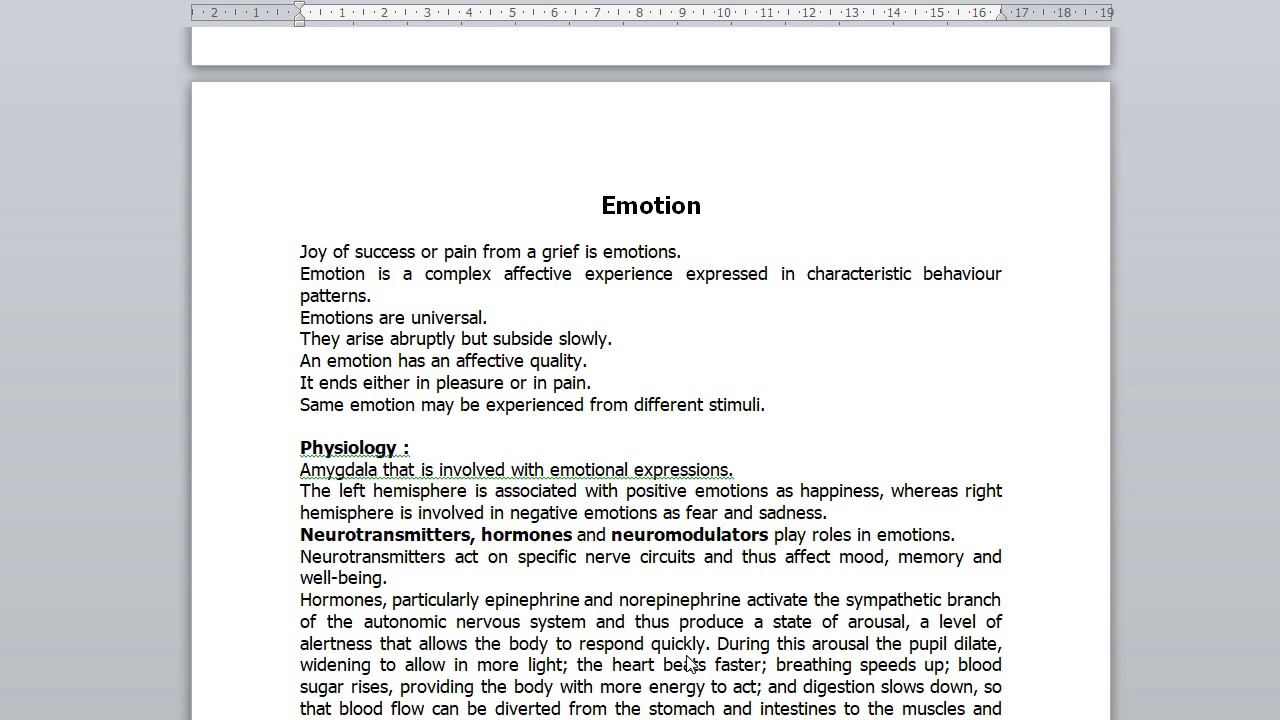 2 1 1 2 3 4 5 6 7 8 9 10 11 12 13 14 15 16 17 18 19
Emotion
Joy of success or pain from a grief is emotions.
Emotion is a complex affective experience expressed in characteristic behaviour
patterns.
Emotions are universal.
They arise abruptly but subside slowly.
An emotion has an affective quality.
It ends either in pleasure or in pain.
Same emotion may be experienced from different stimuli.
Physiology :
Amygdala that is involved with emotional expressions.
The left hemisphere is associated with positive emotions as happiness, whereas right
hemisphere is involved in negative emotions as fear and sadness.
Neurotransmitters, hormones and neuromodulators play roles in emotions.
Neurotransmitters act on specific nerve circuits and thus affect mood, memory and
well-being.
Hormones, particularly epinephrine and norepinephrine activate the sympathetic branch
of the autonomic nervous system and thus produce a state of arousal, a level of
alertness that allows the body to respond quickly. During this arousal the pupil dilate,
widening to allow in more light; the heart beats faster; breathing speeds up; blood
sugar rises, providing the body with more energy to act; and digestion slows down, so
that blood flow can be diverted from the stomach and intestines to the muscles and